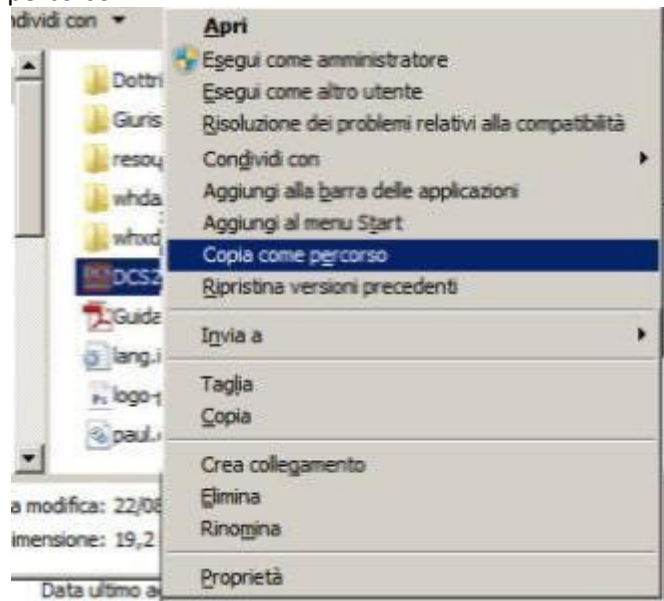 ndividi con
Dottri
Giuris
resou
whda
whxd
DCS2
Guida
lang.i
logo-
paul.
a modifica: 22/08
imensione: 19,2
Data ultimo a
Apri
Esegui come amministratore
Esegui come altro utente
Risoluzione dei problemi relativi alla compatibilità
Condividi con
Aggiungi alla barra delle applicazioni
Aggiungi al menu Start
Copia come percorso
Ripristina versioni precedenti
Invia a
Taglia
Copia
Crea collegamento
Elimina
Rinomina
Proprietà